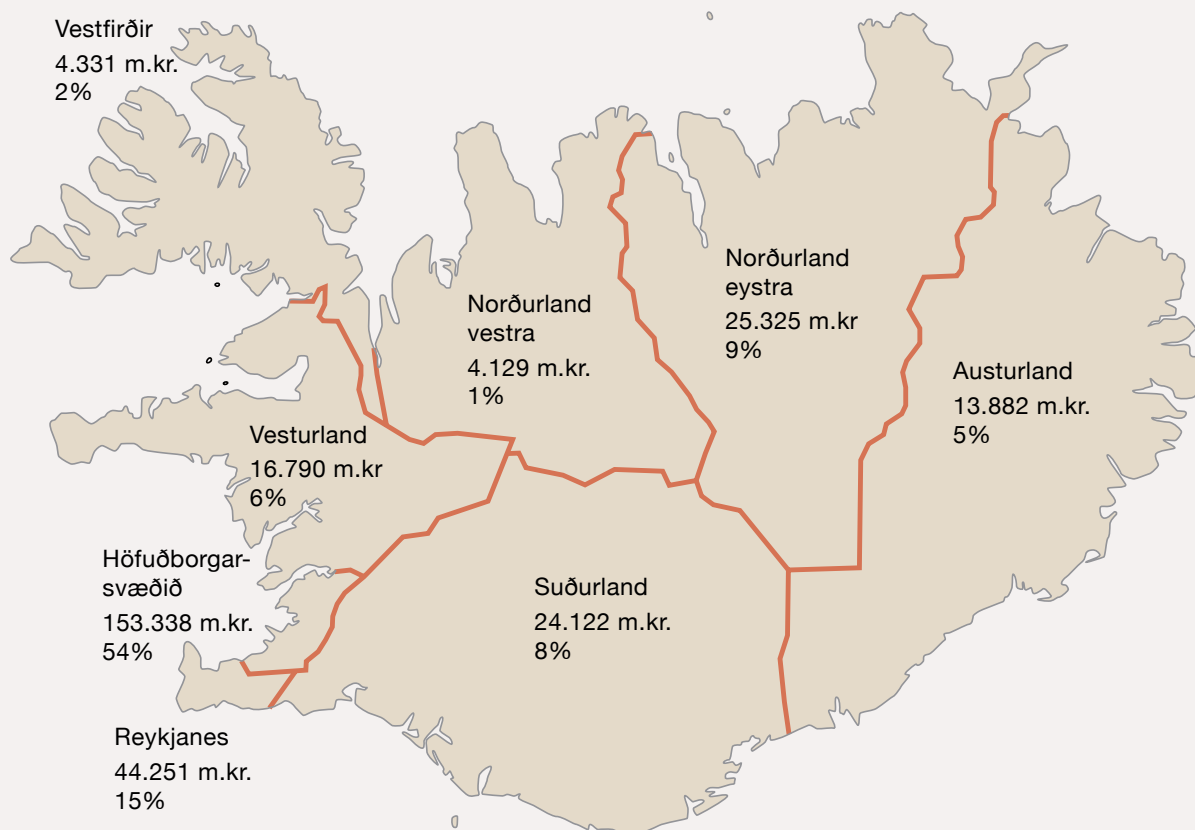 Vestfirðir
4.331 m.kr.
2%
Norðurland
vestra
4.129 m.kr.
1%
Norðurland
eystra
25.325 m.kr
9%
Austurland
13.882 m.kr.
5%
Vesturland
16.790 m.kr
6%
Höfuðborgar-
svæðið
153.338 m.kr.
54%
Suðurland
24.122 m.kr.
8%
Reykjanes
44.251 m.kr.
15%